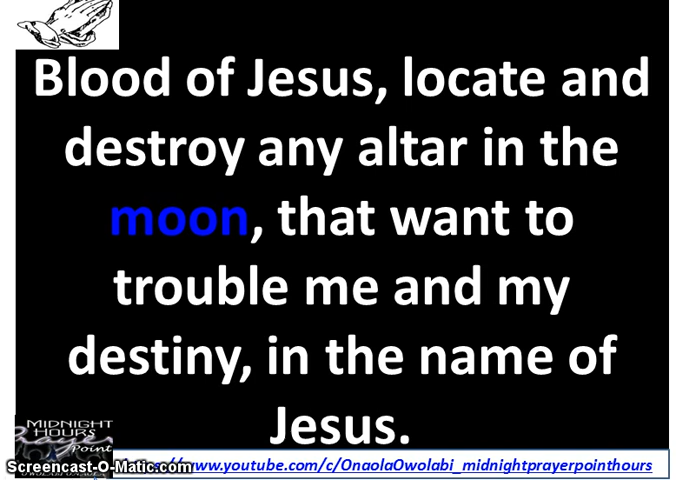 Blood of Jesus, locate and
destroy any altar in the
moon, that want to
trouble me and my
destiny, in the name of
Jesus.
MIDNIGHT
HOURS
Prayer
Point
Screencast-O-Matic.com
www.youtube.com/c/OnaolaOwolabi_midnightprayerpointhours